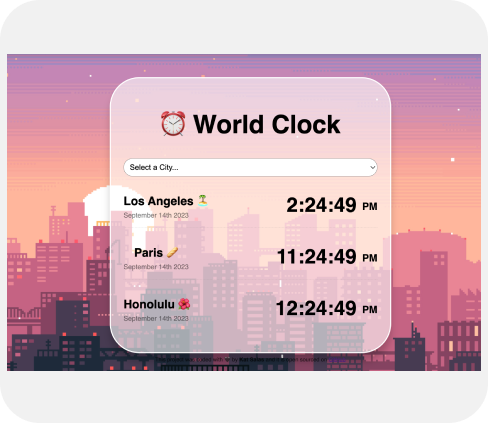 ⏰ World Clock
Select a City...
Los Angeles 🏝️ 2:24:49 PM
September 14th 2023
Paris 🥖 11:24:49 PM
September 14th 2023
Honolulu 🌺 12:24:49 PM
September 14th 2023